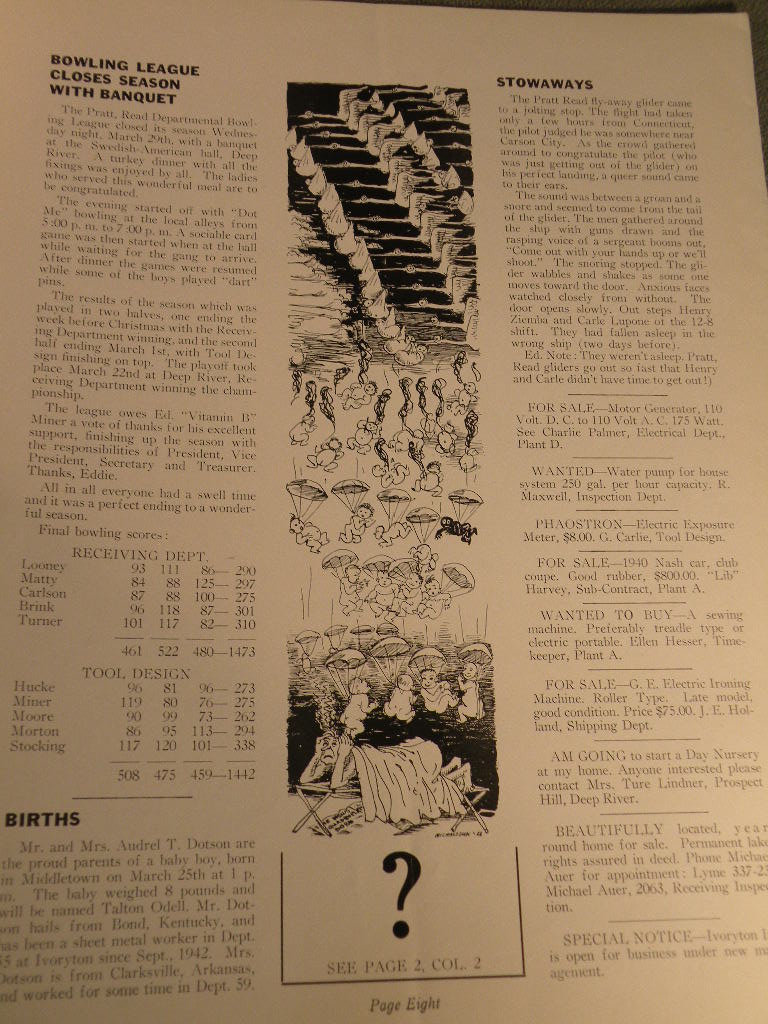 BOWLING LEAGUE
CLOSES SEASON
WITH BANQUET
The Pratt, Read Departmental Bowl-
ing League closed its season Wednes-
day night, March 29th, with a banquet
at the Swedish-American hall, Deep
River. A turkey dinner with all the
fixings was enjoyed by all. The ladies
who served this wonderful meal are to
be congratulated.
The evening started off with "Dot
Me" bowling at the local alleys from
5:00 p. m. to 7:00 p. m. A sociable card
game was then started when at the hall
while waiting for the gang to arrive.
After dinner the games were resumed
while some of the boys played "dart"
pins.
The results of the season which was
played in two halves, one ending the
week before Christmas with the Receiv-
ing Department winning, and the second
half ending March 1st, with Tool De-
sign finishing on top. The playoff took
place March 22nd at Deep River, Re-
ceiving Department winning the cham-
pionship.
The league owes Ed. "Vitamin B"
Miner a vote of thanks for his excellent
support, finishing up the season with
the responsibilities of President, Vice
President, Secretary and Treasurer.
Thanks, Eddie.
All in all everyone had a swell time
and it was a perfect ending to a wonder-
ful season.
Final bowling scores:
RECEIVING DEPT.
Looney 93 111 86— 290
Matty 84 88 125— 297
Carlson 87 88 100— 275
Brink 96 118 87— 301
Turner 101 117 82— 310
461 522 480—1473
TOOL DESIGN
Hucke 96 81 96— 273
Miner 119 80 76— 275
Moore 90 99 73— 262
Morton 86 95 113— 294
Stocking 117 120 101— 338
508 475 459—1442
BIRTHS
Mr. and Mrs. Audrel T. Dotson are
the proud parents of a baby boy, born
in Middletown on March 25th at 1 p.
m. The baby weighed 8 pounds and
will be named Talton Odell. Mr. Dot-
son hails from Bond, Kentucky, and
has been a sheet metal worker in Dept.
55 at Ivoryton since Sept., 1942. Mrs.
Dotson is from Clarksville, Arkansas,
and worked for some time in Dept. 59.
?
SEE PAGE 2, COL. 2
Page Eight
STOWAWAYS
The Pratt Read fly-away glider came
to a jolting stop. The flight had taken
only a few hours from Connecticut,
the pilot judged he was somewhere near
Carson City. As the crowd gathered
around to congratulate the pilot (who
was just getting out of the glider) on
his perfect landing, a queer sound came
to their ears.
The sound was between a groan and a
snore and seemed to come from the tail
of the glider. The men gathered around
the ship with guns drawn and the
rasping voice of a sergeant booms out,
"Come out with your hands up or we'll
shoot." The snoring stopped. The gli-
der wabbles and shakes as some one
moves toward the door. Anxious faces
watched closely from without. The
door opens slowly. Out steps Henry
Ziemba and Carle Lupone of the 12-8
shift. They had fallen asleep in the
wrong ship (two days before).
Ed. Note: They weren't asleep. Pratt,
Read gliders go out so fast that Henry
and Carle didn't have time to get out!)
FOR SALE—Motor Generator, 110
Volt. D. C. to 110 Volt A. C. 175 Watt.
See Charlie Palmer, Electrical Dept.,
Plant D.
WANTED—Water pump for house
system 250 gal. per hour capacity. R.
Maxwell, Inspection Dept.
PHAOSTRON—Electric Exposure
Meter, $8.00. G. Carlie, Tool Design.
FOR SALE—1940 Nash car, club
coupe. Good rubber, $800.00. "Lib"
Harvey, Sub-Contract, Plant A.
WANTED TO BUY—A sewing
machine. Preferably treadle type or
electric portable. Ellen Hesser, Time-
keeper, Plant A.
FOR SALE—G. E. Electric Ironing
Machine. Roller Type. Late model,
good condition. Price $75.00. J. E. Hol-
land, Shipping Dept.
AM GOING to start a Day Nursery
at my home. Anyone interested please
contact Mrs. Ture Lindner, Prospect
Hill, Deep River.
BEAUTIFULLY located, year
round home for sale. Permanent lake
rights assured in deed. Phone Michae
Auer for appointment: Lyme 337-23
Michael Auer, 2063, Receiving Inspec
tion.
SPECIAL NOTICE—Ivoryton
is open for business under new ma
agement.